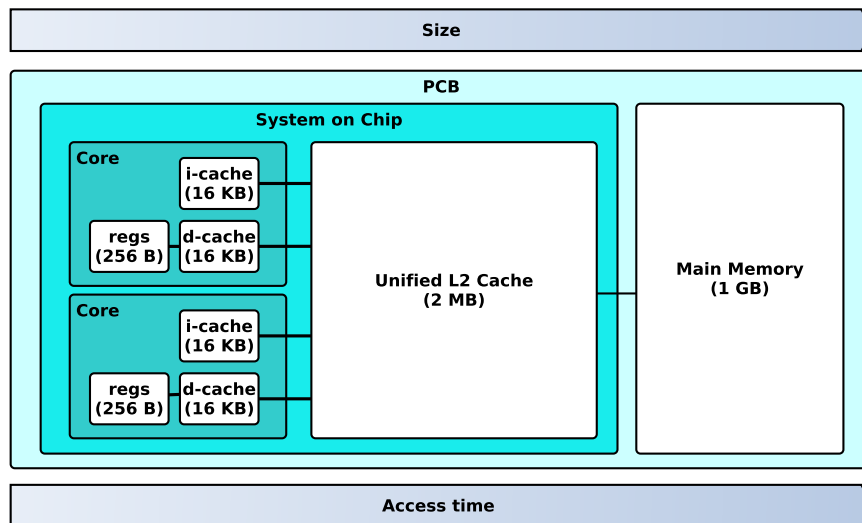 Size
PCB
System on Chip
Core
i-cache
(16 KB)
regs
(256 B)
d-cache
(16 KB)
Core
i-cache
(16 KB)
regs
(256 B)
d-cache
(16 KB)
Unified L2 Cache
(2 MB)
Main Memory
(1 GB)
Access time